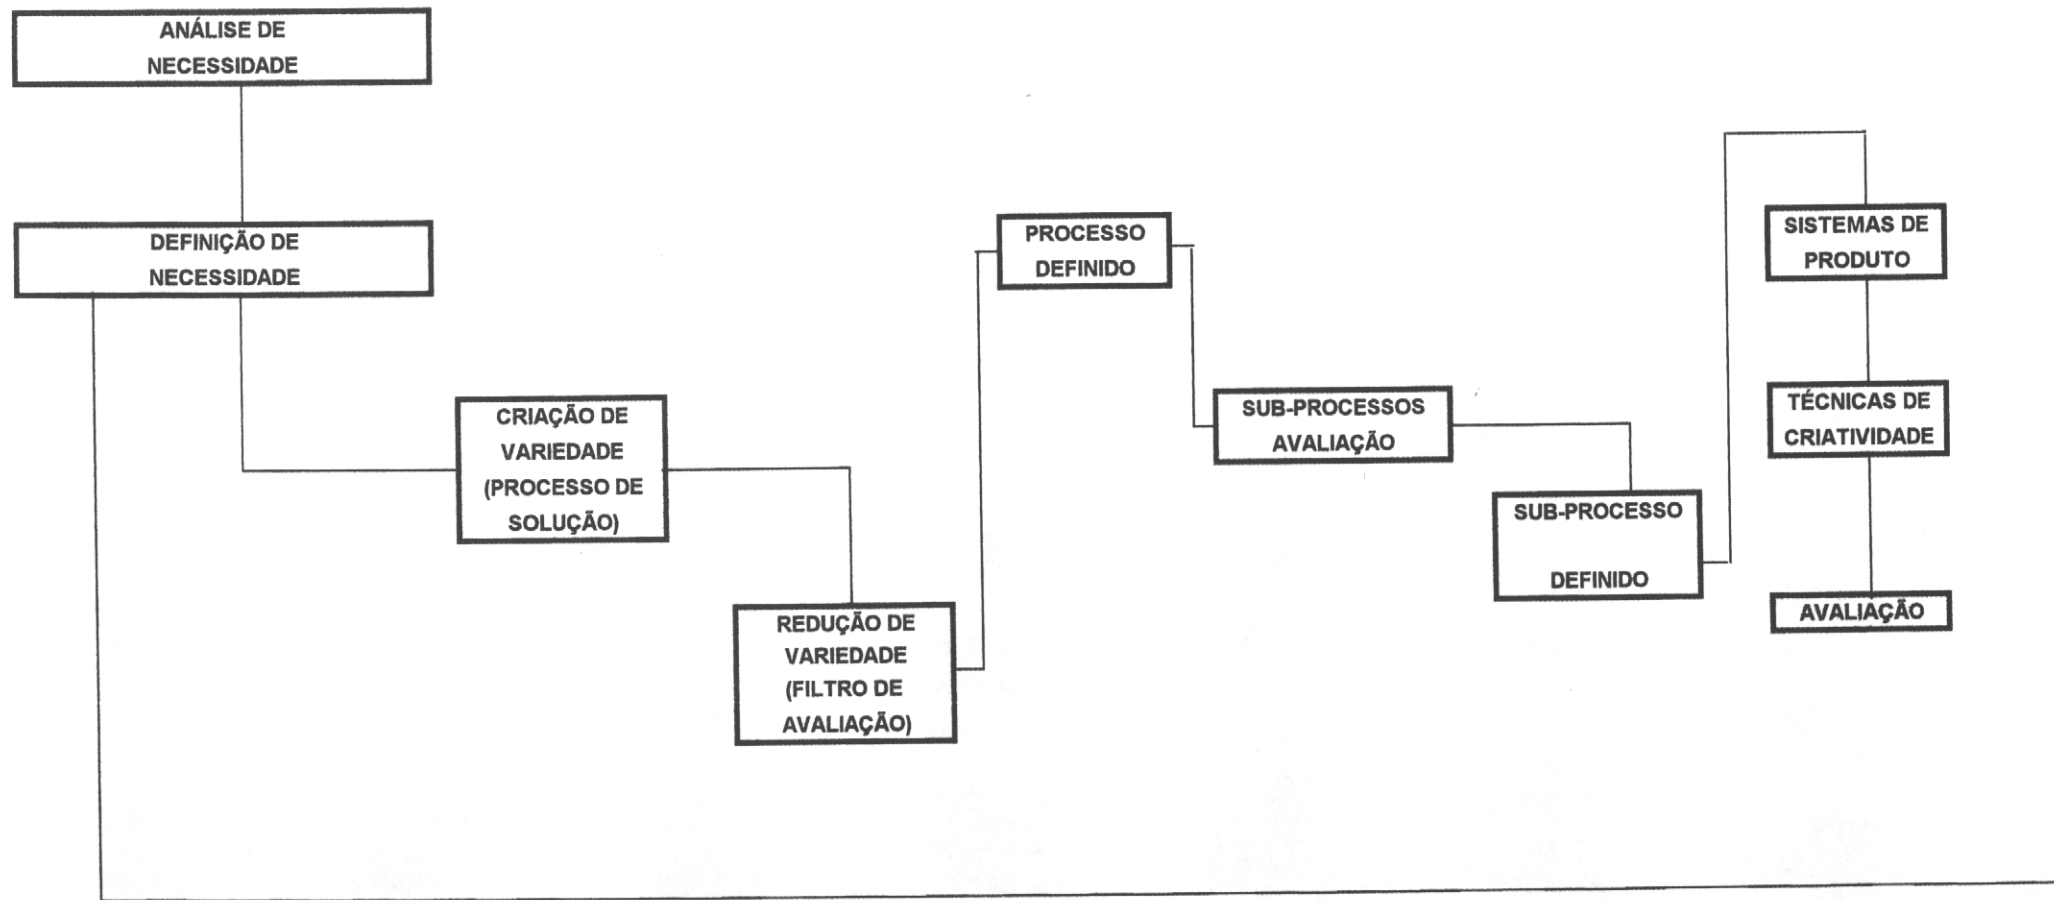 ANÁLISE DE
NECESSIDADE
DEFINIÇÃO DE
NECESSIDADE
CRIAÇÃO DE
VARIEDADE
(PROCESSO DE
SOLUÇÃO)
REDUÇÃO DE
VARIEDADE
(FILTRO DE
AVALIAÇÃO)
PROCESSO
DEFINIDO
SUB-PROCESSOS
AVALIAÇÃO
SUB-PROCESSO
DEFINIDO
SISTEMAS DE
PRODUTO
TÉCNICAS DE
CRIATIVIDADE
AVALIAÇÃO